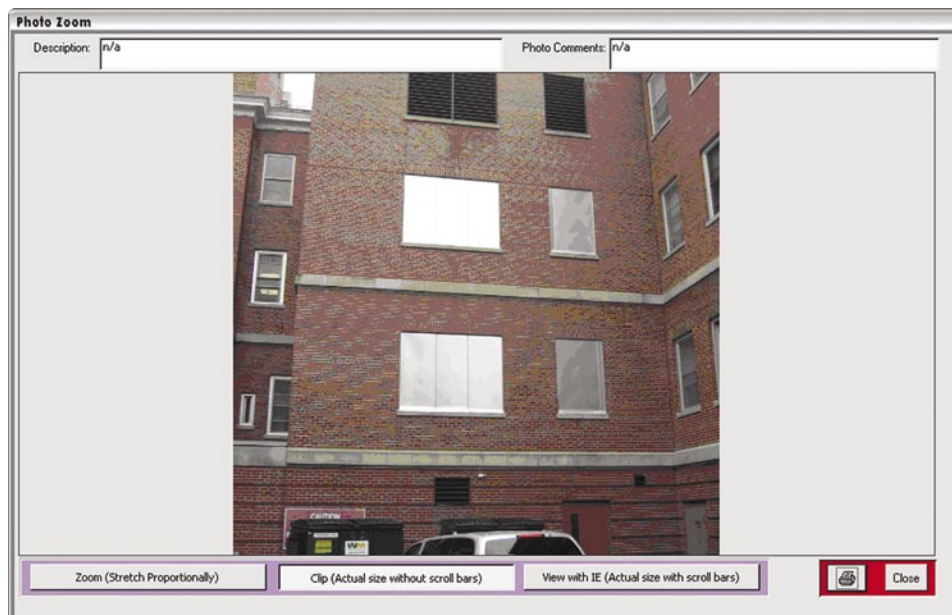 Photo Zoom
Description: n/a
Photo Comments: n/a
CAUTION
WM
Zoom (Stretch Proportionally)
Clip (Actual size without scroll bars)
View with IE (Actual size with scroll bars)
Close